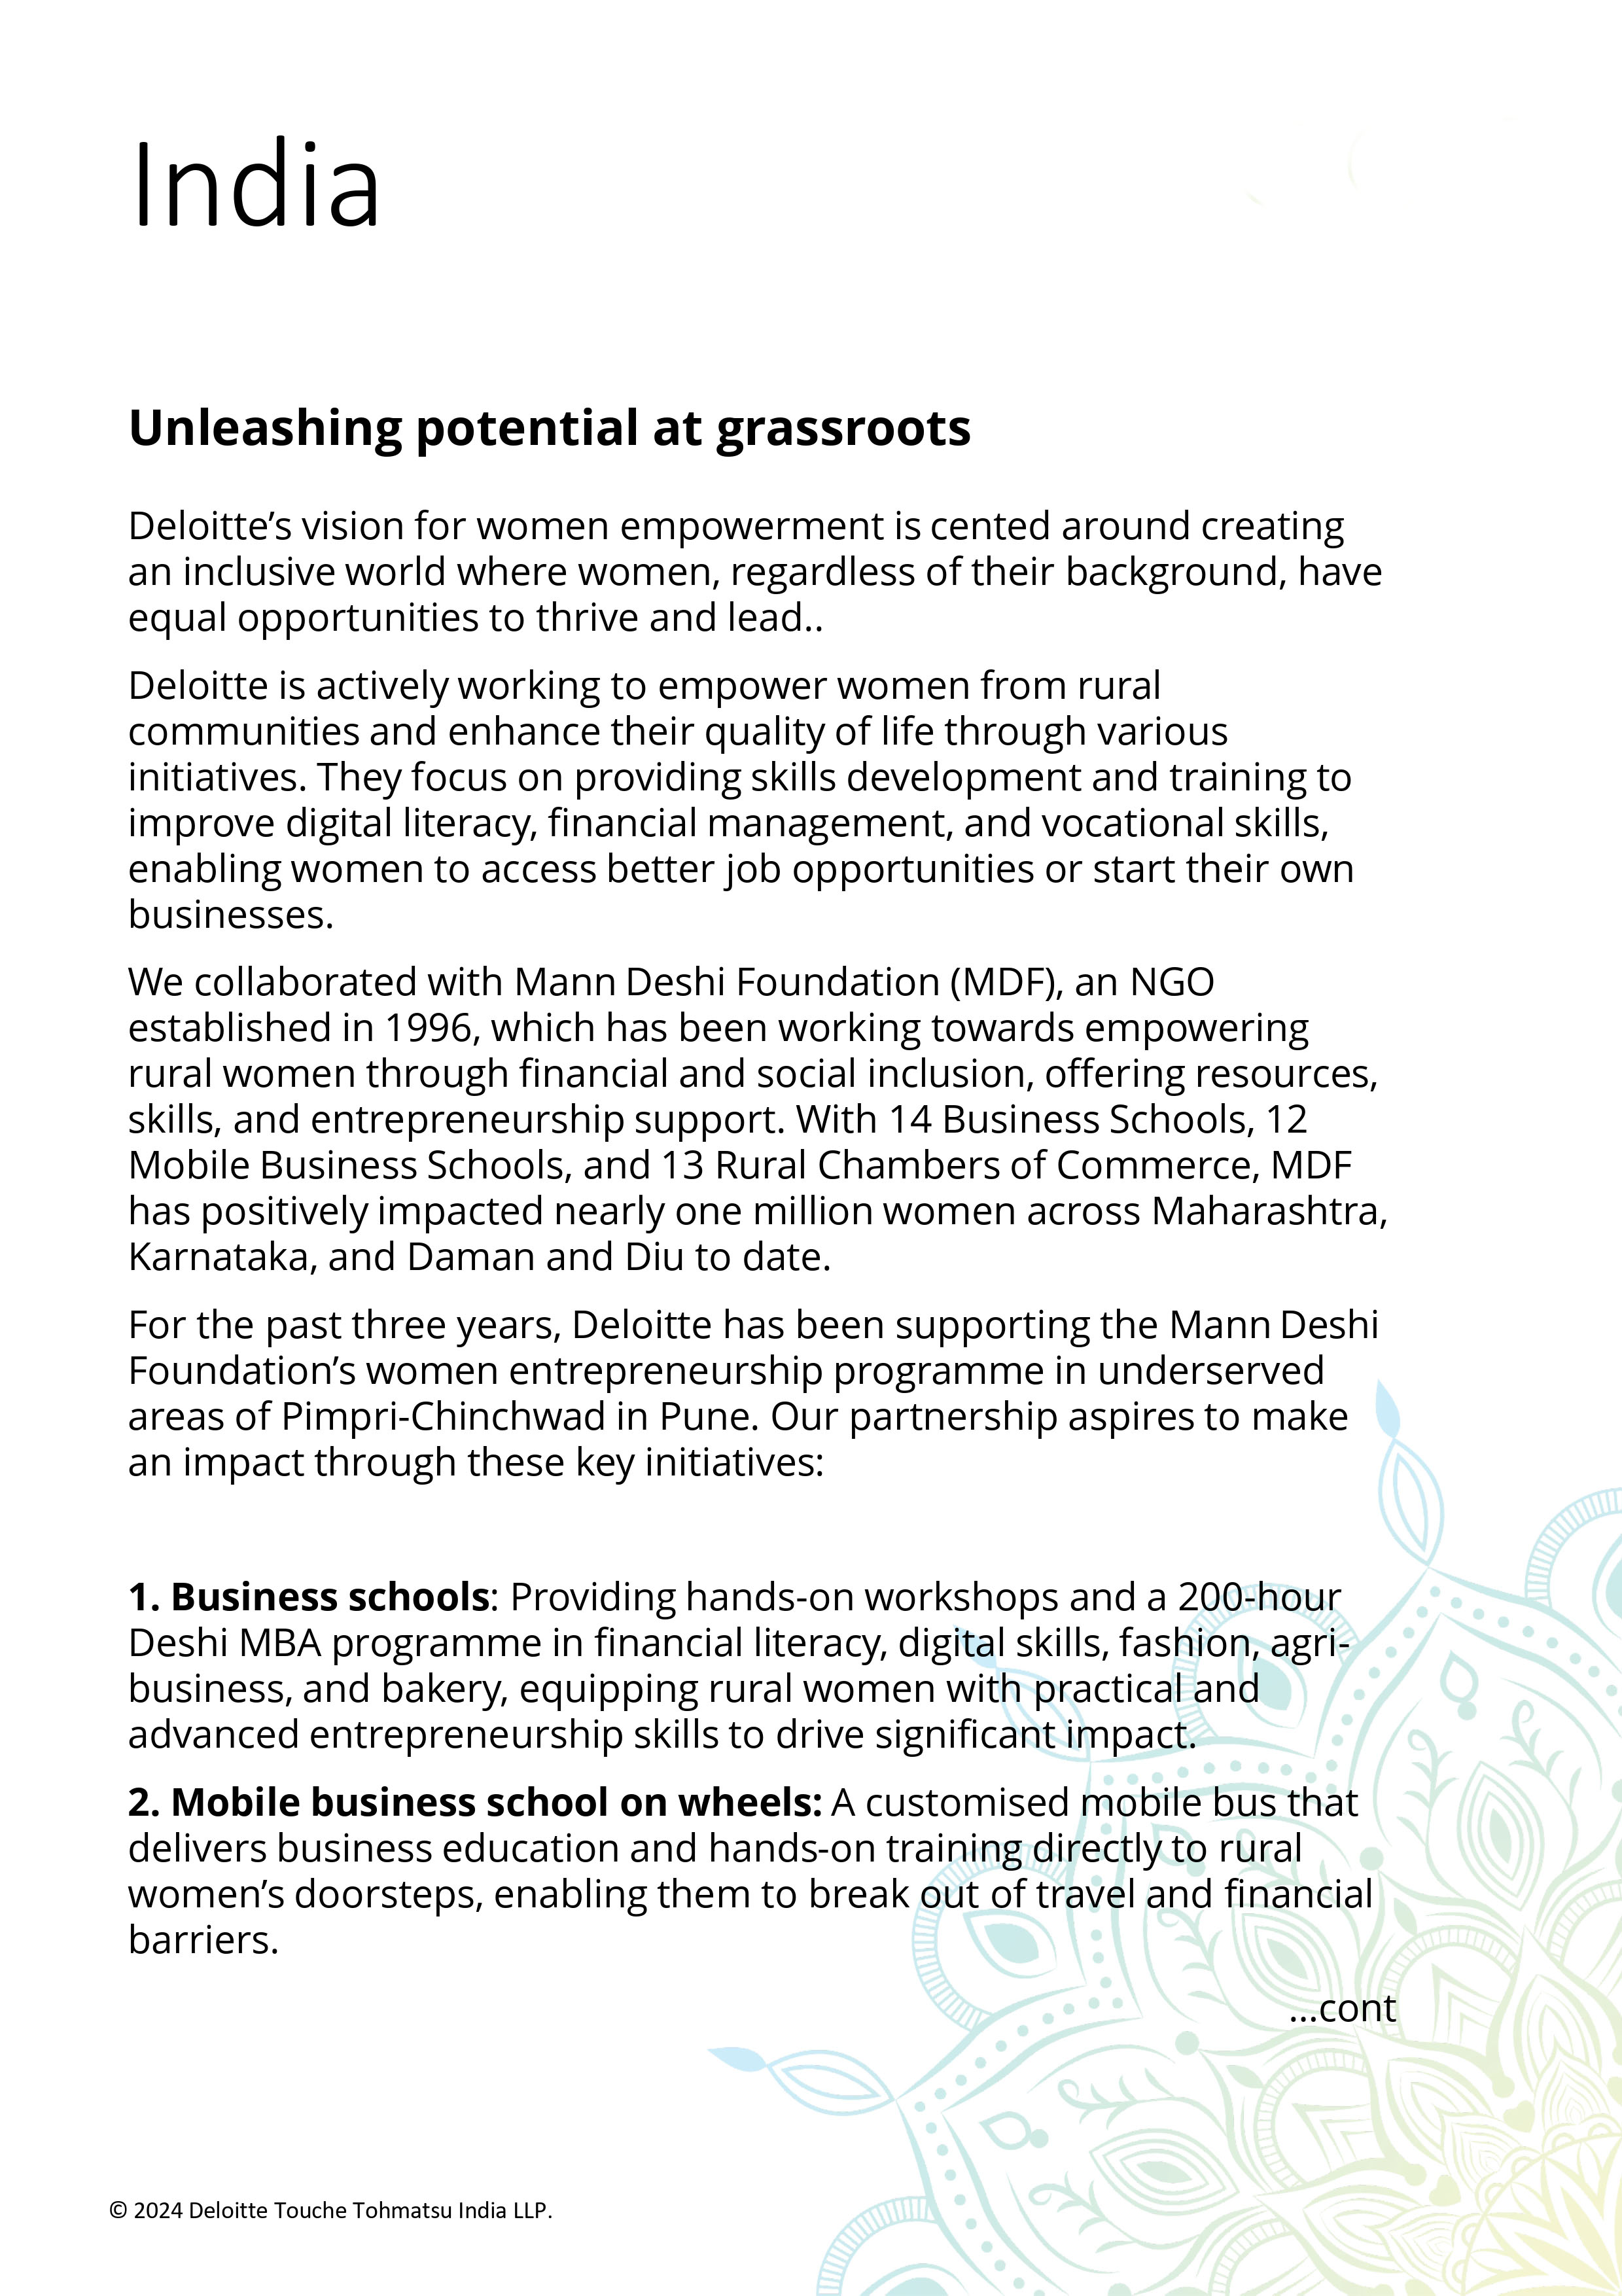 India
Unleashing potential at grassroots
Deloitte’s vision for women empowerment is cented around creating
an inclusive world where women, regardless of their background, have
equal opportunities to thrive and lead..
Deloitte is actively working to empower women from rural
communities and enhance their quality of life through various
initiatives. They focus on providing skills development and training to
improve digital literacy, financial management, and vocational skills,
enabling women to access better job opportunities or start their own
businesses.
We collaborated with Mann Deshi Foundation (MDF), an NGO
established in 1996, which has been working towards empowering
rural women through financial and social inclusion, offering resources,
skills, and entrepreneurship support. With 14 Business Schools, 12
Mobile Business Schools, and 13 Rural Chambers of Commerce, MDF
has positively impacted nearly one million women across Maharashtra,
Karnataka, and Daman and Diu to date.
For the past three years, Deloitte has been supporting the Mann Deshi
Foundation’s women entrepreneurship programme in underserved
areas of Pimpri-Chinchwad in Pune. Our partnership aspires to make
an impact through these key initiatives:
1. Business schools: Providing hands-on workshops and a 200-hour
Deshi MBA programme in financial literacy, digital skills, fashion, agri-
business, and bakery, equipping rural women with practical and
advanced entrepreneurship skills to drive significant impact.
2. Mobile business school on wheels: A customised mobile bus that
delivers business education and hands-on training directly to rural
women’s doorsteps, enabling them to break out of travel and financial
barriers.
...cont
© 2024 Deloitte Touche Tohmatsu India LLP.